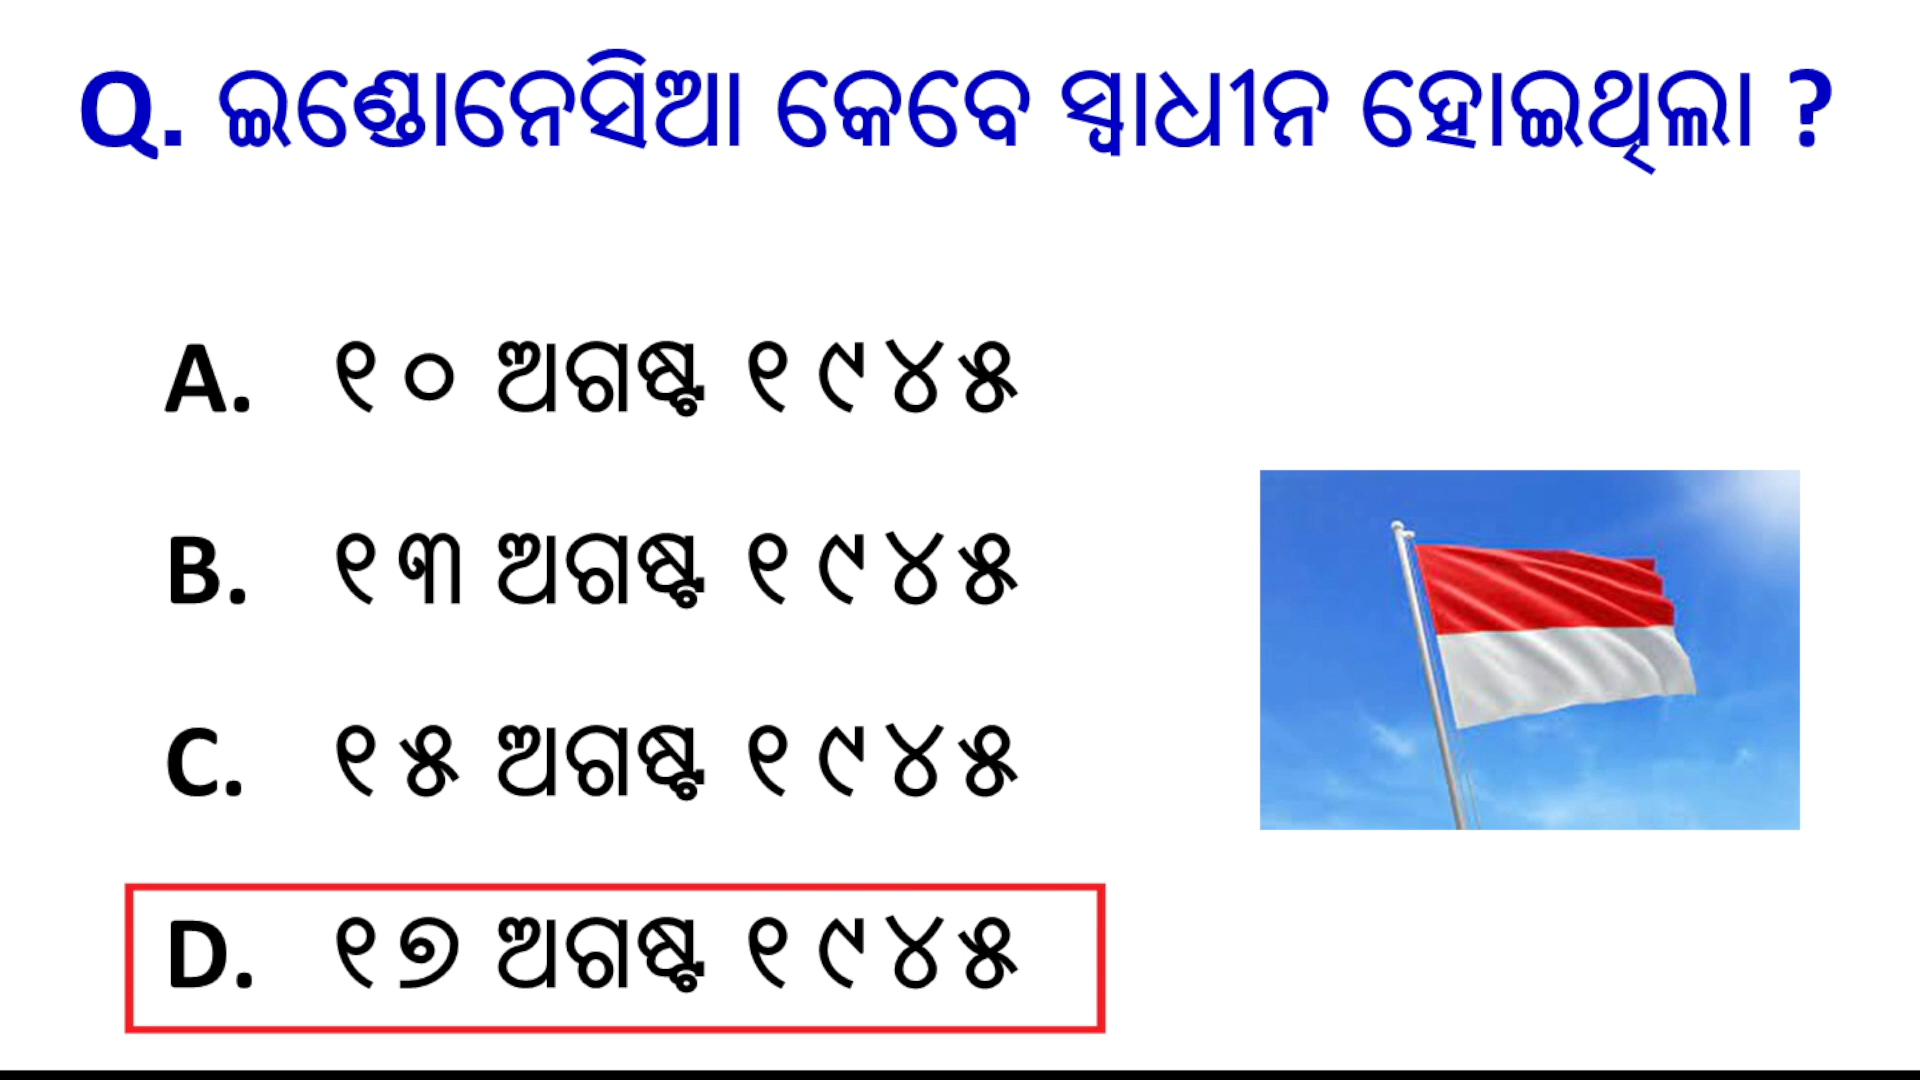 Q. ଇଣ୍ଡୋନେସିଆ କେବେ ସ୍ଵାଧୀନ ହୋଇଥିଲା ?
A. ୧୦ ଅଗଷ୍ଟ ୧୯୪୫
B. ୧୩ ଅଗଷ୍ଟ ୧୯୪୫
C. ୧୫ ଅଗଷ୍ଟ ୧୯୪୫
D. ୧୭ ଅଗଷ୍ଟ ୧୯୪୫